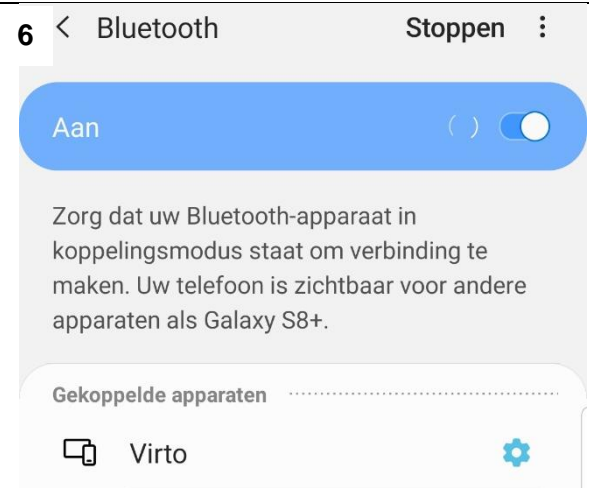 6 Bluetooth Stoppen
Aan
Zorg dat uw Bluetooth-apparaat in
koppelingsmodus staat om verbinding te
maken. Uw telefoon is zichtbaar voor andere
apparaten als Galaxy S8+.
Gekoppelde apparaten
Virto